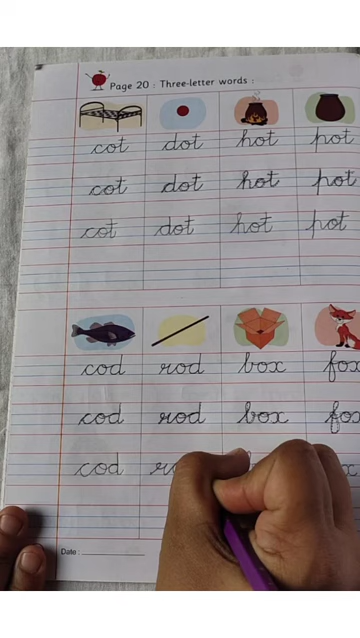 Page 20 : Three-letter words :
cot dot hot pot
cot dot hot pot
cot dot hot pot
cod rod box fox
cod rod box fox
cod
Date :